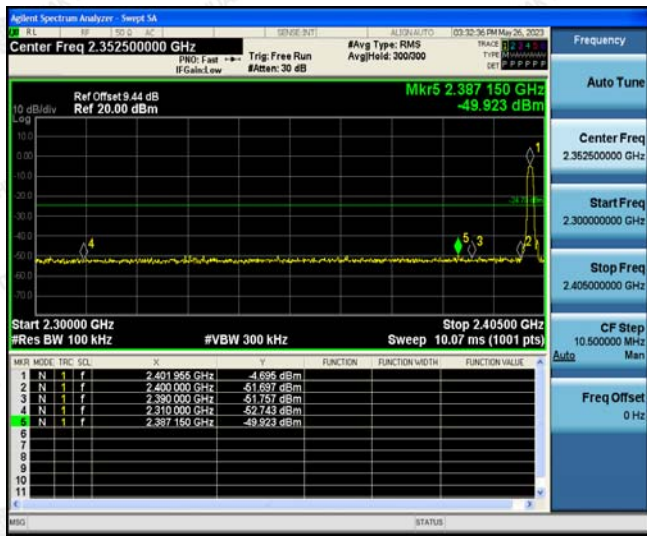 Agilent Spectrum Analyzer - Swept SA
RL RF 50 Ω AC SENSE:INT ALIGN AUTO 03:32:36 PM May 26, 2023
Center Freq 2.352500000 GHz
PNO: Fast
IFGain:Low
Trig: Free Run
#Atten: 30 dB
#Avg Type: RMS
Avg|Hold: 300/300
TRACE 1 2 3 4 5 6
TYPE M
DET P P P P P P
Frequency
Auto Tune
Center Freq
2.352500000 GHz
Start Freq
2.300000000 GHz
Stop Freq
2.405000000 GHz
CF Step
10.500000 MHz
Auto Man
Freq Offset
0 Hz
Mkr5 2.387 150 GHz
-49.923 dBm
Ref Offset 9.44 dB
Ref 20.00 dBm
10 dB/div
Log
10.0
0.00
-10.0
-20.0
-30.0
-40.0
-50.0
-60.0
-70.0
1
4
5
3
2
Start 2.30000 GHz Stop 2.40500 GHz
#Res BW 100 kHz #VBW 300 kHz Sweep 10.07 ms (1001 pts)
MKR MODE TRC SCL X Y FUNCTION FUNCTION WIDTH FUNCTION VALUE
1 N 1 f 2.401 955 GHz -4.695 dBm
2 N 1 f 2.400 000 GHz -51.697 dBm
3 N 1 f 2.390 000 GHz -51.757 dBm
4 N 1 f 2.310 000 GHz -52.743 dBm
5 N 1 f 2.387 150 GHz -49.923 dBm
6
7
8
9
10
11
MSG STATUS